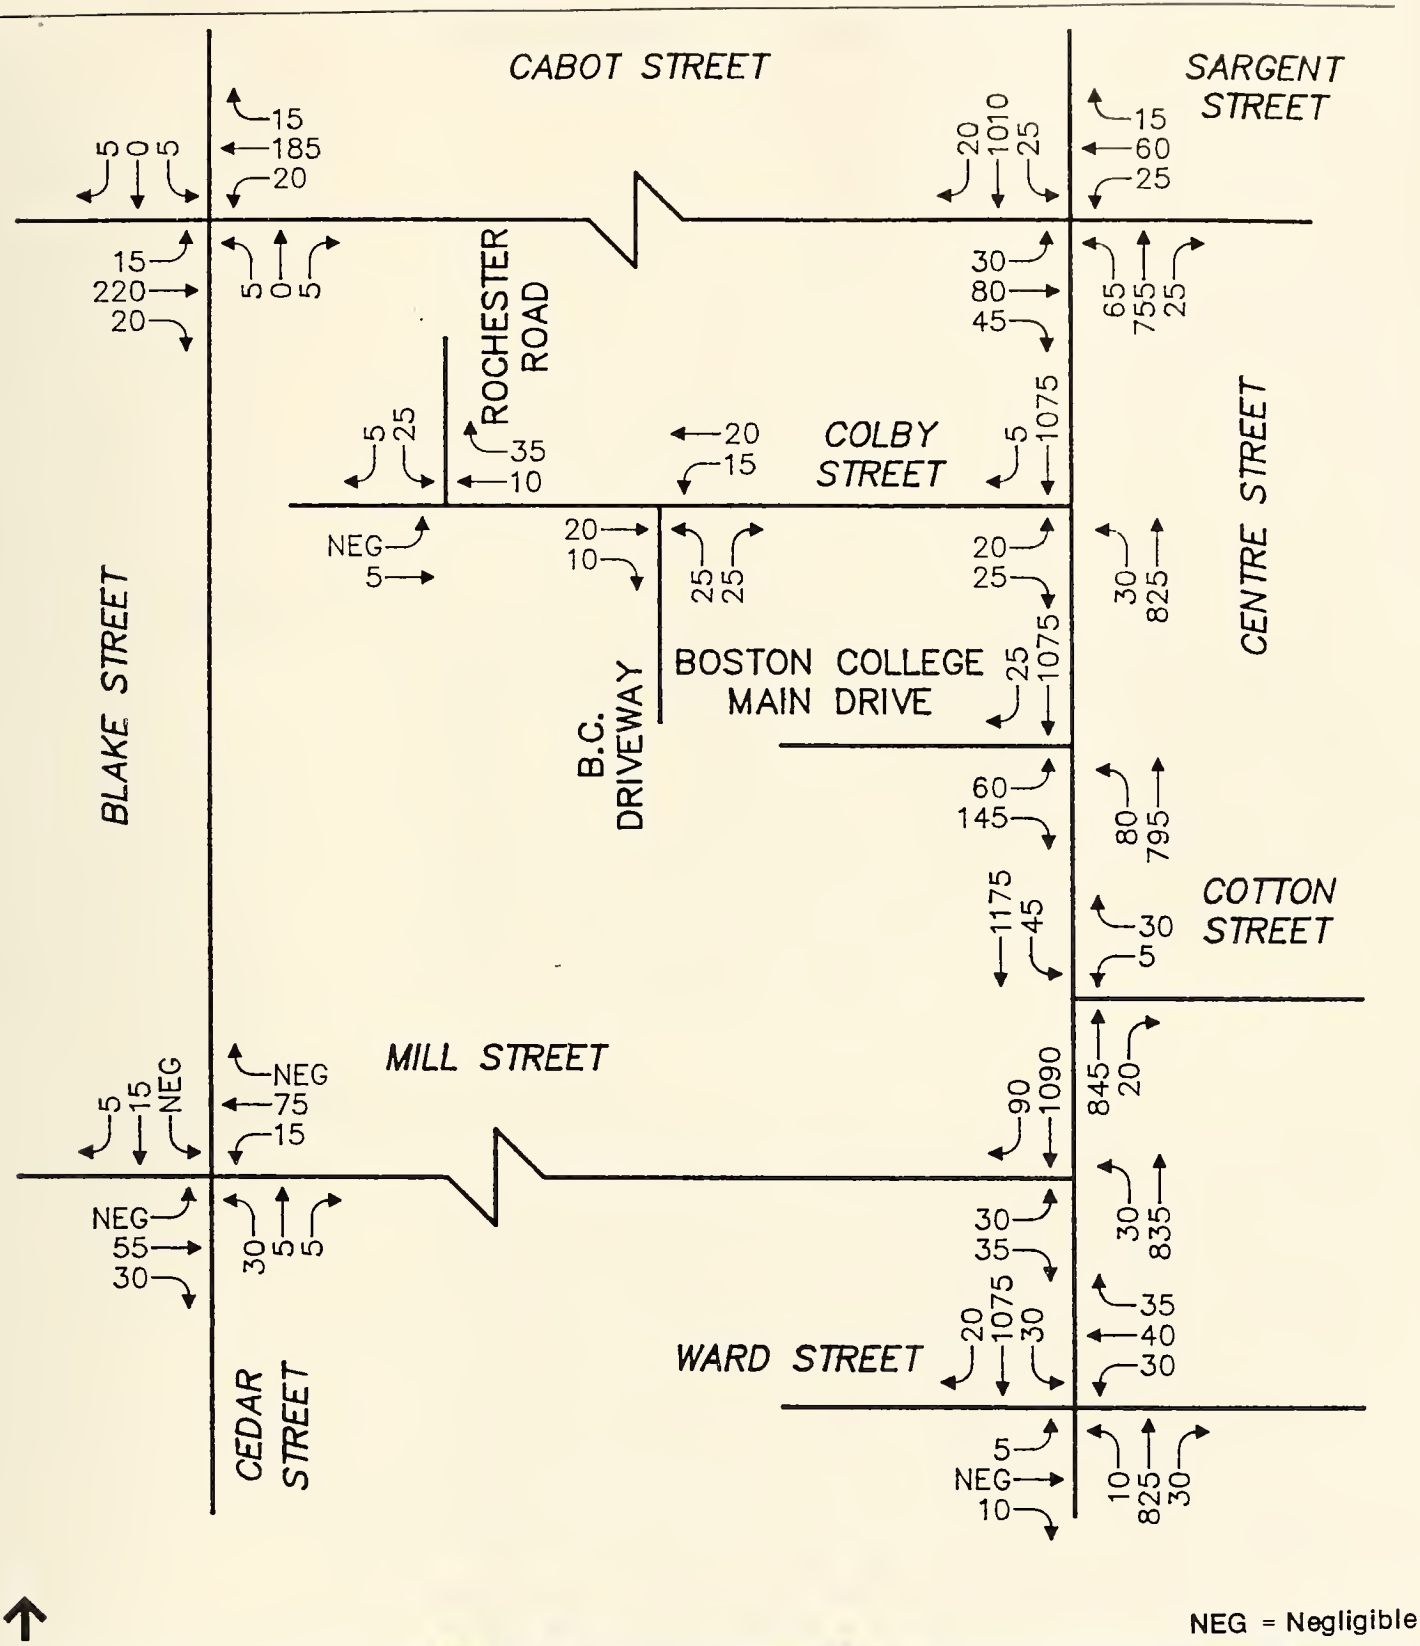 CABOT STREET
SARGENT
STREET
5 0 5
15
185
20
20 1010 25
15
60
25
15
220
20
5 0 5
30
80
45
65 755 25
ROCHESTER
ROAD
5 25
35
10
20
15
COLBY
STREET
5 1075
CENTRE STREET
NEG
5
20
10
25 25
20
25
30 825
BLAKE STREET
B.C.
DRIVEWAY
BOSTON COLLEGE
MAIN DRIVE
25 1075
60
145
80 795
COTTON
STREET
1175 45
30
5
845 20
MILL STREET
5 15 NEG
NEG
75
15
90 1090
NEG
55
30
30 5 5
30
35
30 835
CEDAR
STREET
WARD STREET
20 1075 30
35
40
30
5
NEG
10
10 825 30
NEG = Negligible